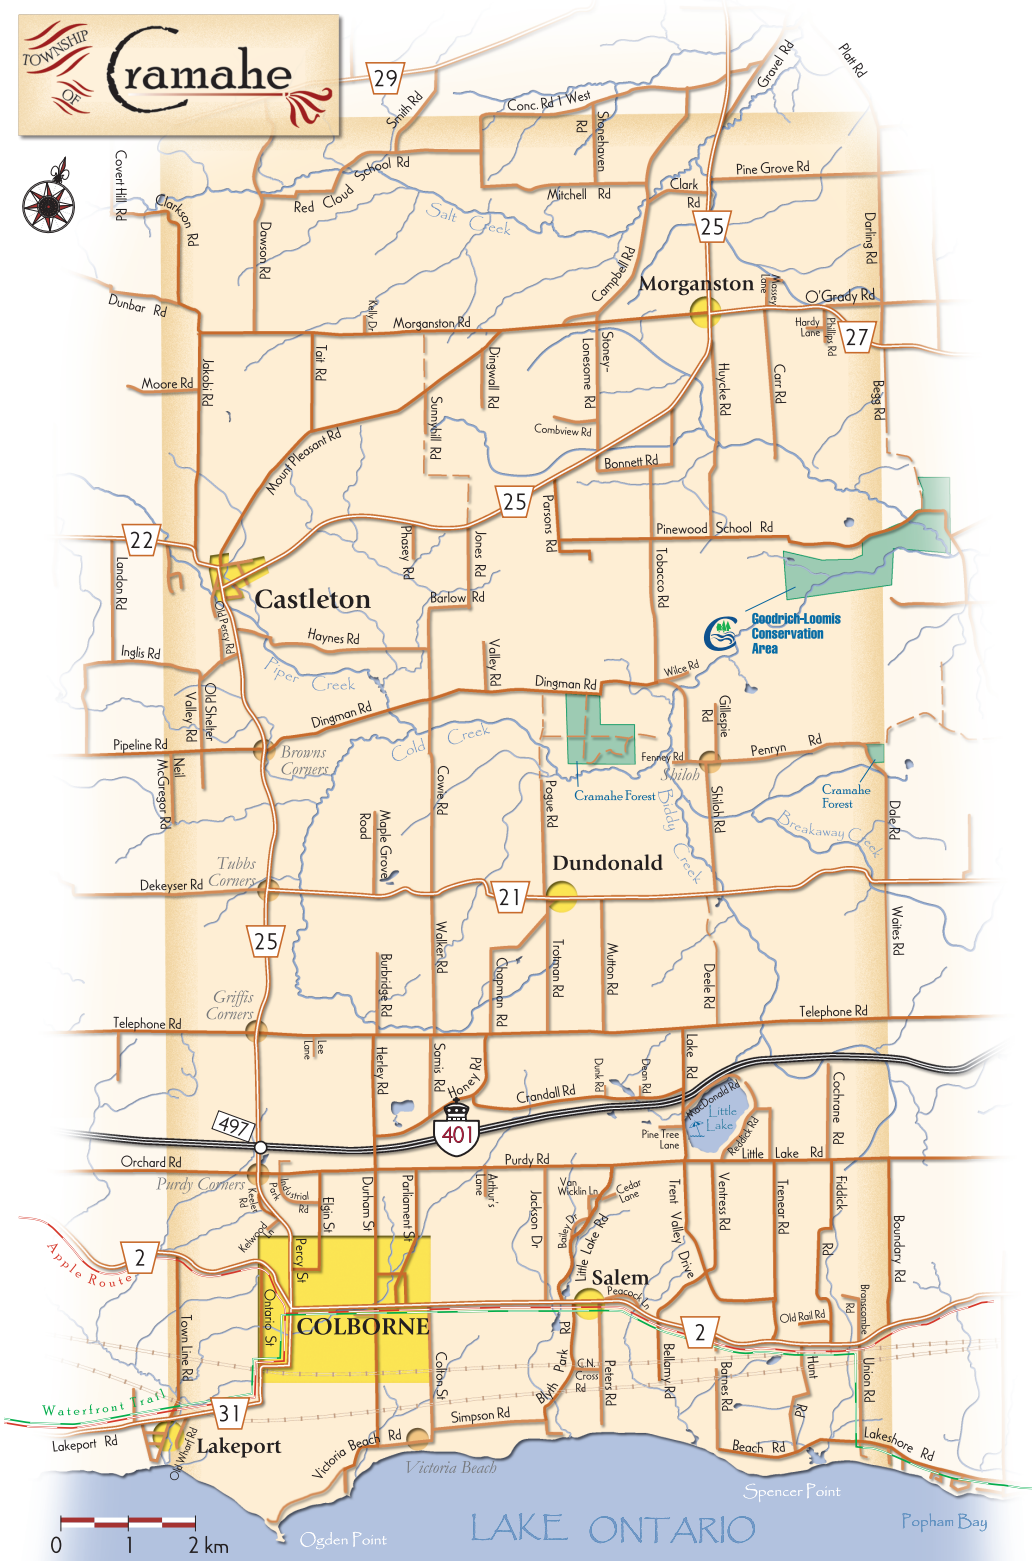 TOWNSHIP
OF
Cramahe
29
Smith Rd
Conc. Rd 1 West
Gravel Rd
Platt Rd
Stonehaven
Rd
Covert Hill Rd
Clarkson Rd
Red Cloud School Rd
Mitchell Rd
Clark
Rd
Pine Grove Rd
Salt Creek
Dawson Rd
25
Darling Rd
Campbell Rd
Morganston
Massey
Lane
O'Grady Rd
Dunbar Rd
Kelly Dr
Morganston Rd
Hardy
Lane
Phillips Rd
27
Moore Rd
Jakobi Rd
Tait Rd
Dingwall Rd
Stoney-
Lonesome Rd
Huycke Rd
Carr Rd
Begg Rd
Sunnyhill Rd
Combview Rd
Mount Pleasant Rd
Bonnett Rd
25
Parsons Rd
Pinewood School Rd
22
Phasey Rd
Jones Rd
Landon Rd
Tobacco Rd
Castleton
Barlow Rd
Old Percy Rd
Haynes Rd
Goodrich-Loomis
Conservation
Area
Inglis Rd
Valley Rd
Piper Creek
Wilce Rd
Dingman Rd
Old Shelter
Valley Rd
Dingman Rd
Gillespie
Rd
Cold Creek
Pipeline Rd
Browns
Corners
Fenney Rd
Shiloh
Penryn Rd
Neil
McGregor Rd
Cowie Rd
Pogue Rd
Cramahe Forest
Cramahe
Forest
Biddy Creek
Shiloh Rd
Breakaway Creek
Dale Rd
Maple Grove
Road
Tubbs
Corners
Dundonald
Dekeyser Rd
21
25
Walker Rd
Trotman Rd
Mutton Rd
Waites Rd
Burbridge Rd
Chapman Rd
Deele Rd
Griffis
Corners
Telephone Rd
Telephone Rd
Lee
Lane
Herley Rd
Samis Rd
Honey Rd
Lake Rd
Crandall Rd
Dunk Rd
Dean Rd
MacDonald Rd
Cochrane Rd
Little
Lake
497
401
Pine Tree
Lane
Reddick Rd
Little Lake Rd
Orchard Rd
Purdy Rd
Purdy Corners
Keeler
Rd
Industrial
Park
Rd
Elgin St
Durham St
Parliament St
Arthur's
Lane
Jackson Dr
Van
Wicklin Ln
Cedar
Lane
Bailey Dr
Little Lake Rd
Trent Valley Drive
Ventress Rd
Trenear Rd
Fiddick
Rd
Boundary Rd
Kelwood
Ln
2
Apple Route
Percy St
Salem
Peacock Ln
Ontario St
COLBORNE
Old Rail Rd
Branscombe
Rd
2
Town Line Rd
Colton St
Blyth Park Rd
C.N.
Cross
Rd
Peters Rd
Bellamy Rd
Barnes Rd
Hunt
Rd
Union Rd
Waterfront Trail
31
Simpson Rd
Lakeport Rd
Old Wharf Rd
Lakeport
Victoria Beach Rd
Victoria Beach
Beach Rd
Lakeshore Rd
Spencer Point
Popham Bay
0 1 2 km
Ogden Point
LAKE ONTARIO